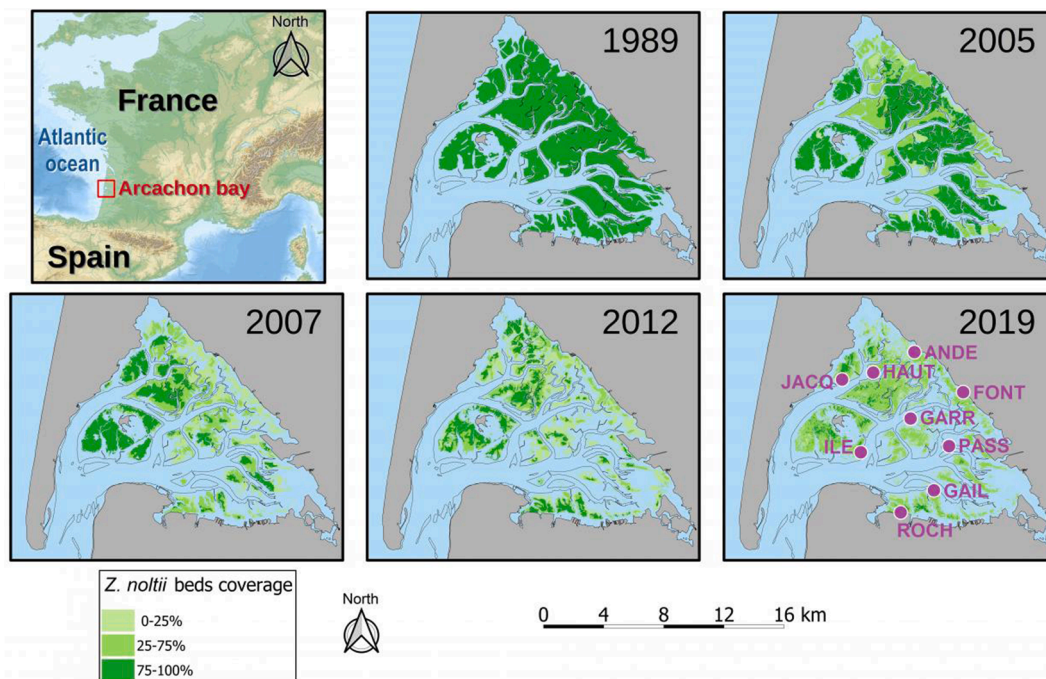 North
France
Atlantic
ocean
Arcachon bay
Spain
1989
2005
2007
2012
2019
ANDE
HAUT
JACQ
FONT
GARR
ILE
PASS
GAIL
ROCH
Z. noltii beds coverage
0-25%
25-75%
75-100%
North
0 4 8 12 16 km